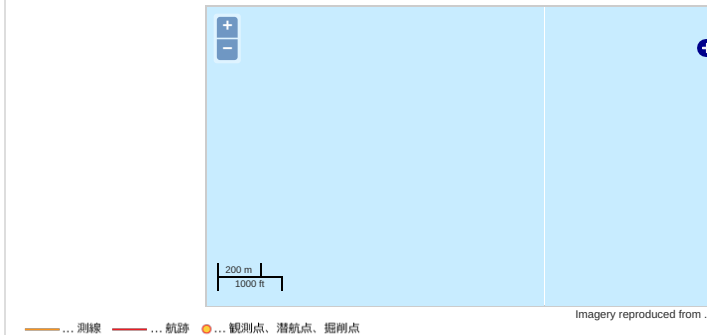 +
−
200 m
1000 ft
Imagery reproduced from .
... 測線 ... 航跡 ... 観測点、潜航点、掘削点